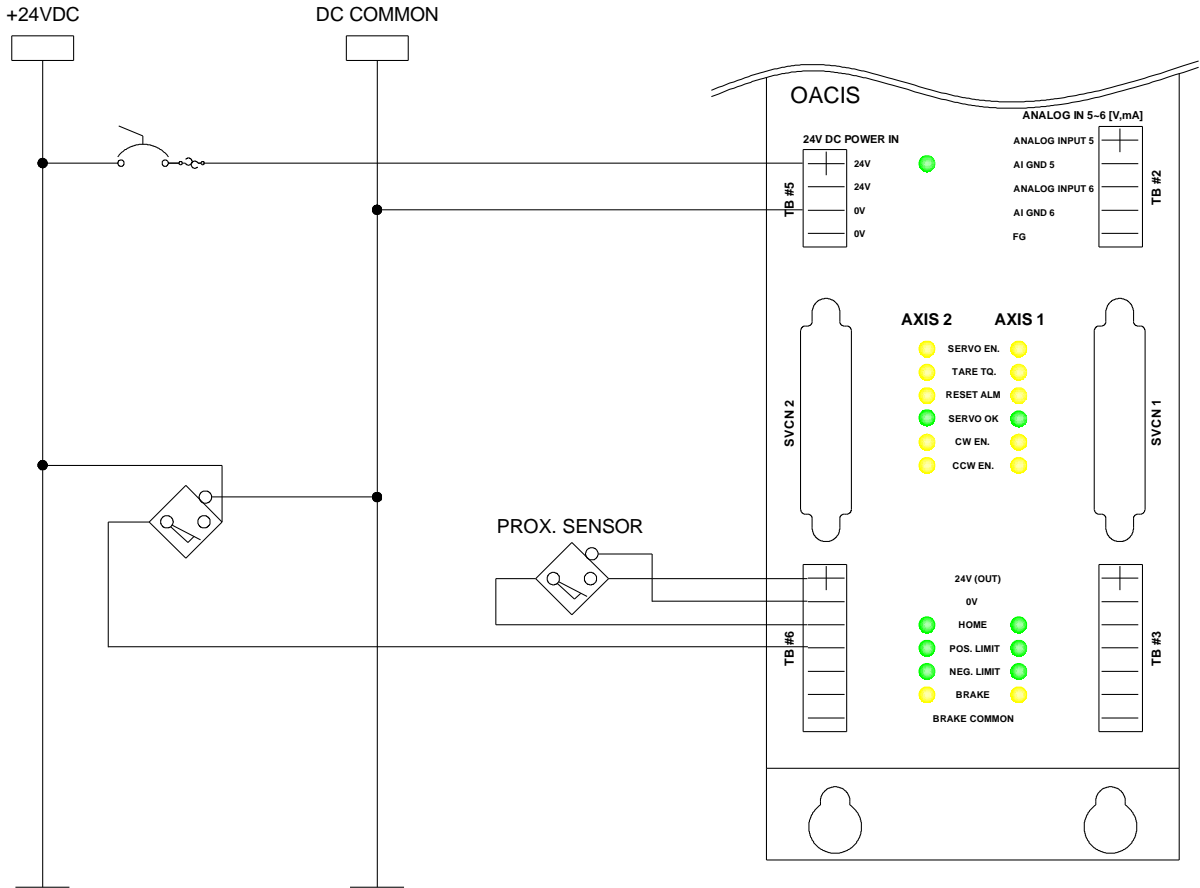 +24VDC
DC COMMON
OACIS
ANALOG IN 5~6 [V,mA]
24V DC POWER IN
24V
24V
0V
0V
TB #5
ANALOG INPUT 5
AI GND 5
ANALOG INPUT 6
AI GND 6
FG
TB #2
AXIS 2
AXIS 1
SERVO EN.
TARE TQ.
RESET ALM
SERVO OK
CW EN.
CCW EN.
SVCN 2
SVCN 1
PROX. SENSOR
24V (OUT)
0V
HOME
POS. LIMIT
NEG. LIMIT
BRAKE
BRAKE COMMON
TB #6
TB #3